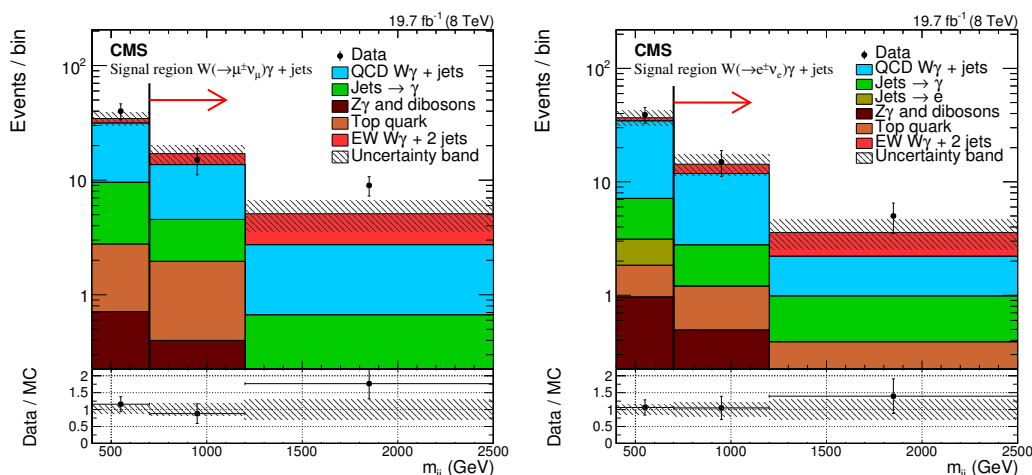 19.7 fb⁻¹ (8 TeV)
CMS
Signal region W(→μ±ν_μ)γ + jets
Data
QCD Wγ + jets
Jets → γ
Zγ and dibosons
Top quark
EW Wγ + 2 jets
Uncertainty band
Events / bin
10²
10
1
Data / MC
2
1.5
1
0.5
0
500 1000 1500 2000 2500
m_jj (GeV)
19.7 fb⁻¹ (8 TeV)
CMS
Signal region W(→e±ν_e)γ + jets
Data
QCD Wγ + jets
Jets → γ
Jets → e
Zγ and dibosons
Top quark
EW Wγ + 2 jets
Uncertainty band
Events / bin
10²
10
1
Data / MC
2
1.5
1
0.5
0
500 1000 1500 2000 2500
m_jj (GeV)